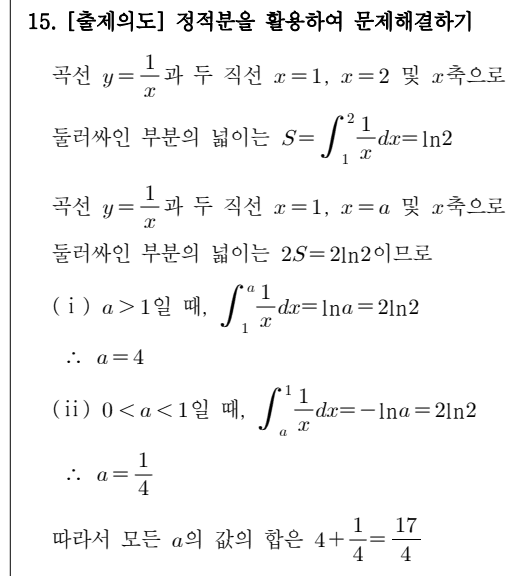 15. [출제의도] 정적분을 활용하여 문제해결하기
곡선 y=1/x과 두 직선 x=1, x=2 및 x축으로
둘러싸인 부분의 넓이는 S=∫_1^2 1/x dx=ln2
곡선 y=1/x과 두 직선 x=1, x=a 및 x축으로
둘러싸인 부분의 넓이는 2S=2ln2이므로
(i) a>1일 때, ∫_1^a 1/x dx=lna=2ln2
∴ a=4
(ii) 0<a<1일 때, ∫_a^1 1/x dx=-lna=2ln2
∴ a=1/4
따라서 모든 a의 값의 합은 4+1/4=17/4